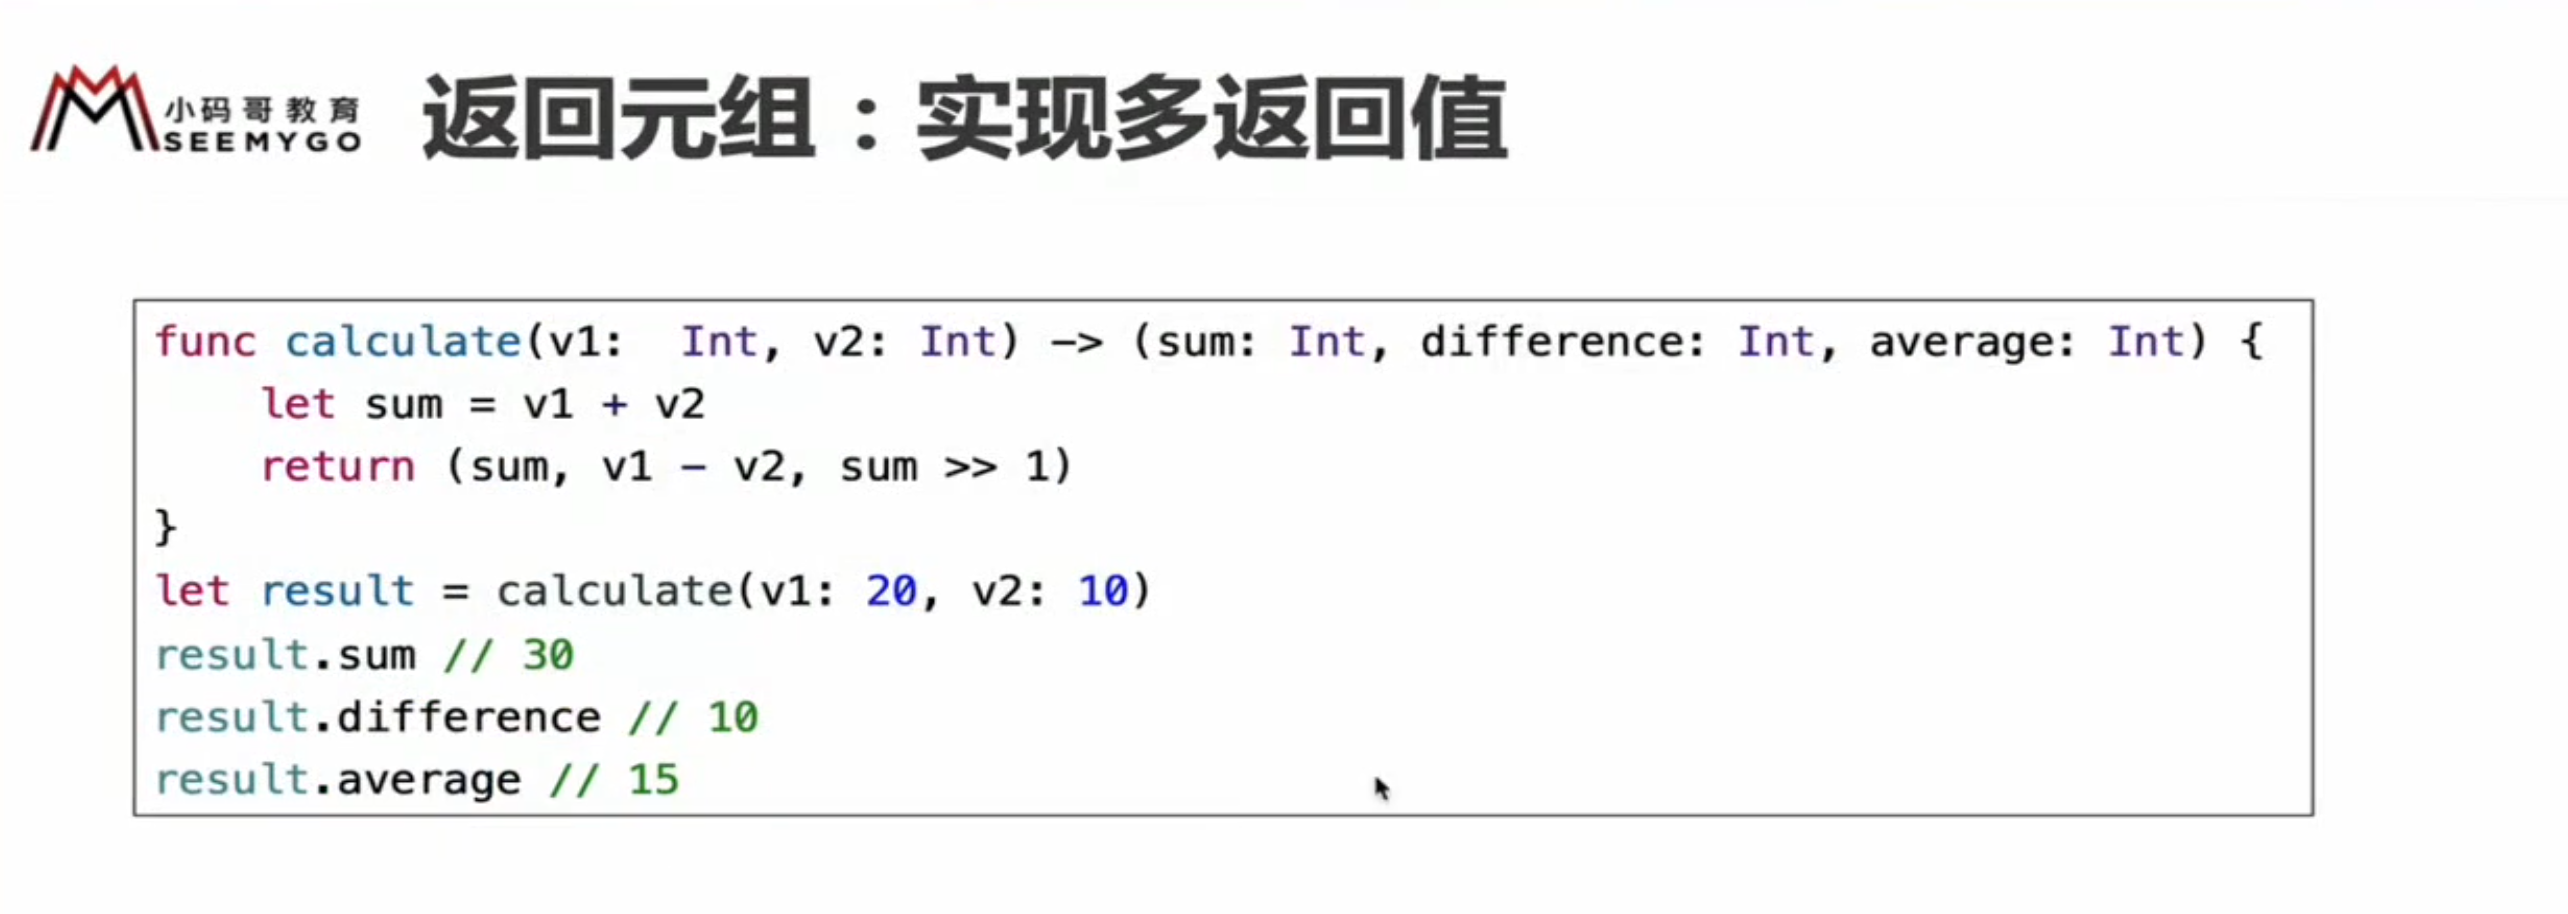 小码哥教育
SEEMYGO
返回元组：实现多返回值
func calculate(v1:  Int, v2: Int) -> (sum: Int, difference: Int, average: Int) {
    let sum = v1 + v2
    return (sum, v1 - v2, sum >> 1)
}
let result = calculate(v1: 20, v2: 10)
result.sum // 30
result.difference // 10
result.average // 15